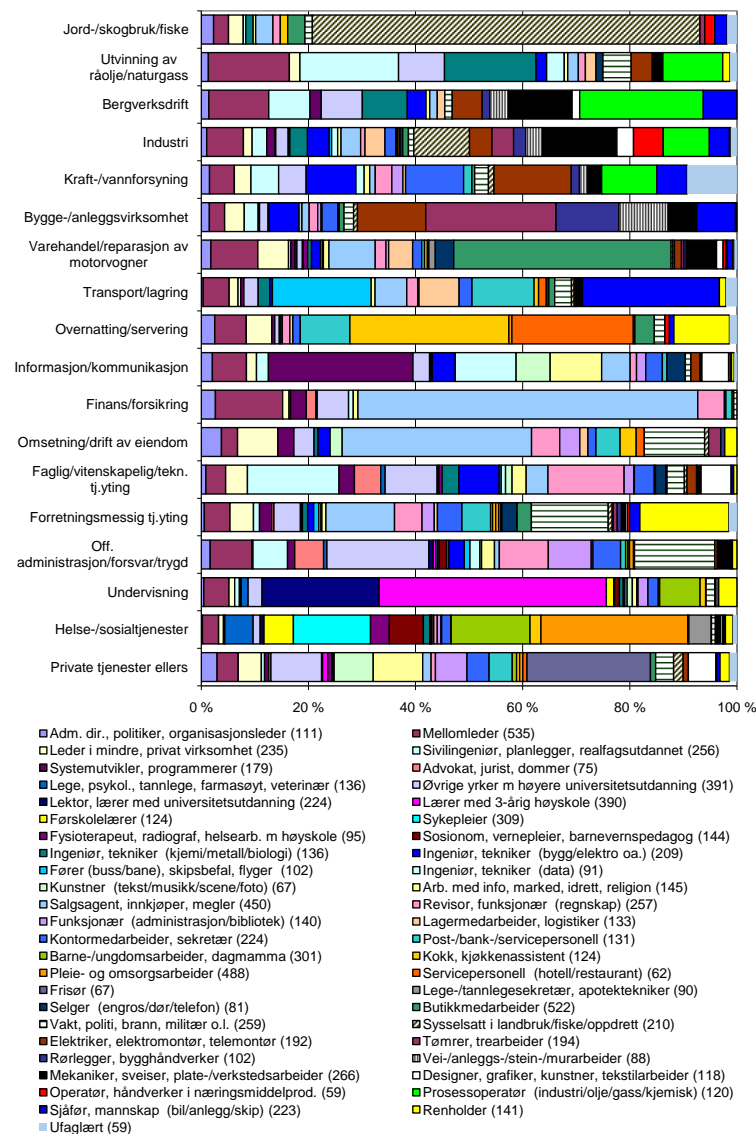 Jord-/skogbruk/fiske
Utvinning av
råolje/naturgass
Bergverksdrift
Industri
Kraft-/vannforsyning
Bygge-/anleggsvirksomhet
Varehandel/reparasjon av
motorvogner
Transport/lagring
Overnatting/servering
Informasjon/kommunikasjon
Finans/forsikring
Omsetning/drift av eiendom
Faglig/vitenskapelig/tekn.
tj.yting
Forretningsmessig tj.yting
Off.
administrasjon/forsvar/trygd
Undervisning
Helse-/sosialtjenester
Private tjenester ellers
0 % 20 % 40 % 60 % 80 % 100 %
Adm. dir., politiker, organisasjonsleder (111) Mellomleder (535)
Leder i mindre, privat virksomhet (235) Sivilingeniør, planlegger, realfagsutdannet (256)
Systemutvikler, programmerer (179) Advokat, jurist, dommer (75)
Lege, psykol., tannlege, farmasøyt, veterinær (136) Øvrige yrker m høyere universitetsutdanning (391)
Lektor, lærer med universitetsutdanning (224) Lærer med 3-årig høyskole (390)
Førskolelærer (124) Sykepleier (309)
Fysioterapeut, radiograf, helsearb. m høyskole (95) Sosionom, vernepleier, barnevernspedagog (144)
Ingeniør, tekniker (kjemi/metall/biologi) (136) Ingeniør, tekniker (bygg/elektro oa.) (209)
Fører (buss/bane), skipsbefal, flyger (102) Ingeniør, tekniker (data) (91)
Kunstner (tekst/musikk/scene/foto) (67) Arb. med info, marked, idrett, religion (145)
Salgsagent, innkjøper, megler (450) Revisor, funksjonær (regnskap) (257)
Funksjonær (administrasjon/bibliotek) (140) Lagermedarbeider, logistiker (133)
Kontormedarbeider, sekretær (224) Post-/bank-/servicepersonell (131)
Barne-/ungdomsarbeider, dagmamma (301) Kokk, kjøkkenassistent (124)
Pleie- og omsorgsarbeider (488) Servicepersonell (hotell/restaurant) (62)
Frisør (67) Lege-/tannlegesekretær, apotektekniker (90)
Selger (engros/dør/telefon) (81) Butikkmedarbeider (522)
Vakt, politi, brann, militær o.l. (259) Sysselsatt i landbruk/fiske/oppdrett (210)
Elektriker, elektromontør, telemontør (192) Tømrer, trearbeider (194)
Rørlegger, bygghåndverker (102) Vei-/anleggs-/stein-/murarbeider (88)
Mekaniker, sveiser, plate-/verkstedsarbeider (266) Designer, grafiker, kunstner, tekstilarbeider (118)
Operatør, håndverker i næringsmiddelprod. (59) Prosessoperatør (industri/olje/gass/kjemisk) (120)
Sjåfør, mannskap (bil/anlegg/skip) (223) Renholder (141)
Ufaglært (59)